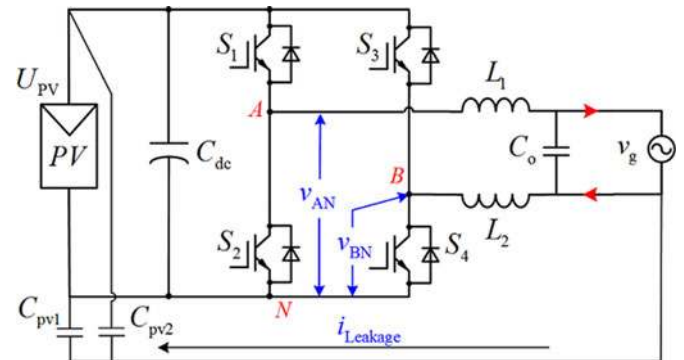 S1
S3
L1
UPV
A
PV
Cdc
Co
vg
vAN
B
L2
S2
vBN
S4
N
Cpv1
Cpv2
iLeakage